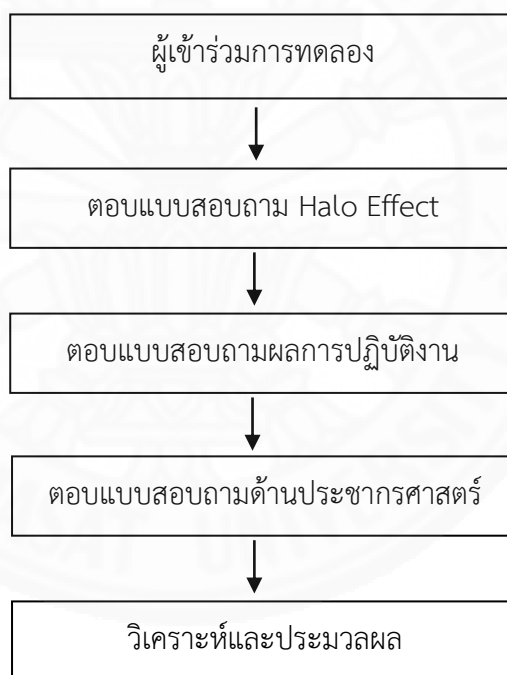 ผู้เข้าร่วมการทดลอง
ตอบแบบสอบถาม Halo Effect
ตอบแบบสอบถามผลการปฏิบัติงาน
ตอบแบบสอบถามด้านประชากรศาสตร์
วิเคราะห์และประมวลผล